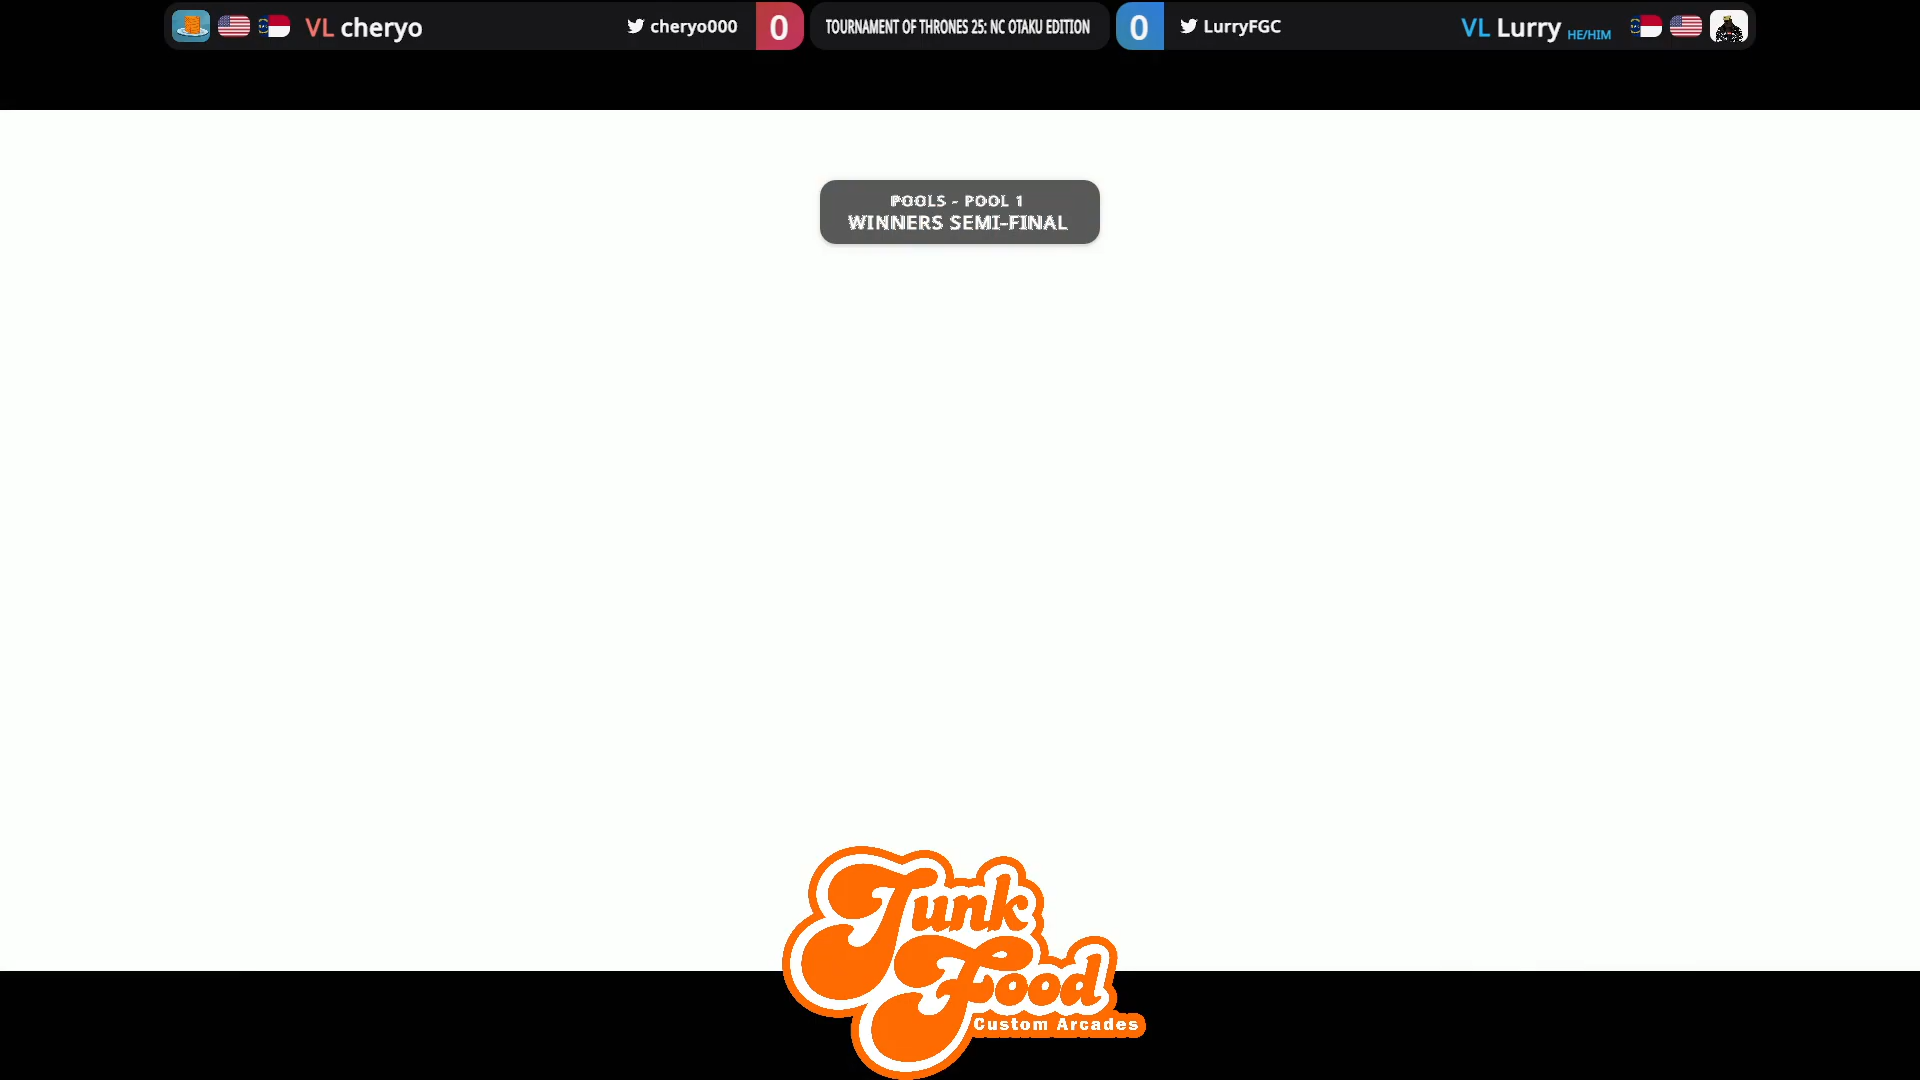 VL cheryo
cheryo000
0
TOURNAMENT OF THRONES 25: NC OTAKU EDITION
0
LurryFGC
VL Lurry HE/HIM
POOLS - POOL 1
WINNERS SEMI-FINAL
Junk
Food
Custom Arcades